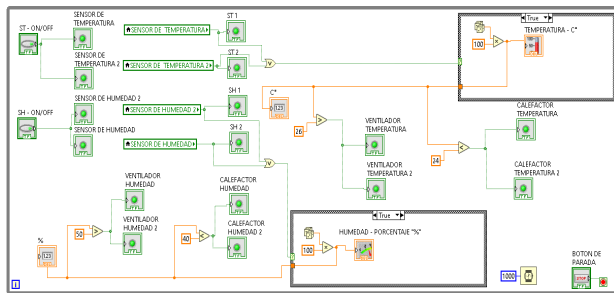 ST - ON/OFF
SENSOR DE
TEMPERATURA
SENSOR DE
TEMPERATURA 2
SENSOR DE TEMPERATURA
SENSOR DE TEMPERATURA 2
ST 1
ST 2
True
TEMPERATURA - C°
100
SH - ON/OFF
SENSOR DE HUMEDAD 2
SENSOR DE HUMEDAD
SENSOR DE HUMEDAD 2
SENSOR DE HUMEDAD
SH 1
SH 2
C°
123
26
VENTILADOR
TEMPERATURA
VENTILADOR
TEMPERATURA 2
24
CALEFACTOR
TEMPERATURA
CALEFACTOR
TEMPERATURA 2
VENTILADOR
HUMEDAD
VENTILADOR
HUMEDAD 2
50
CALEFACTOR
HUMEDAD
CALEFACTOR
HUMEDAD 2
40
%
123
True
HUMEDAD - PORCENTAJE "%"
100
1000
BOTON DE
PARADA
STOP
i